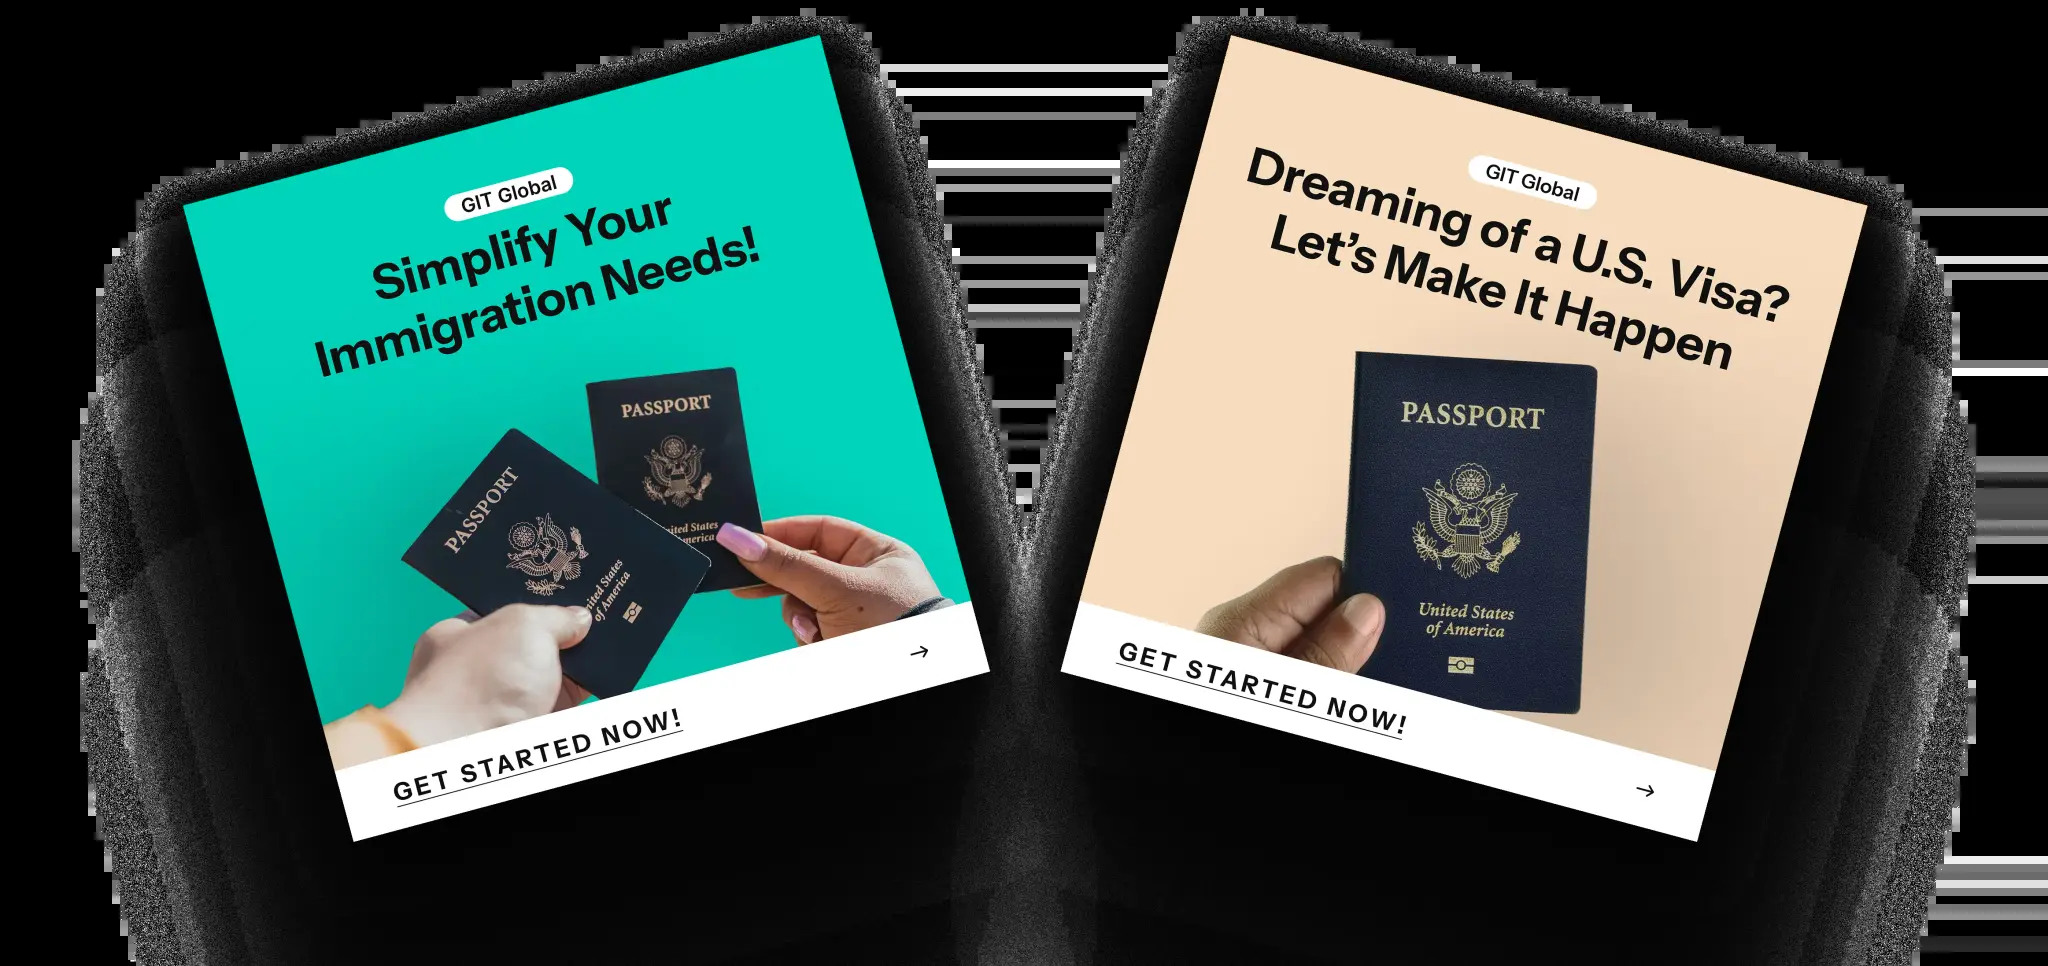 GIT Global
Simplify Your
Immigration Needs!
PASSPORT
PASSPORT
United States
of America
GET STARTED NOW!
→
GIT Global
Dreaming of a U.S. Visa?
Let’s Make It Happen
PASSPORT
United States
of America
GET STARTED NOW!
→